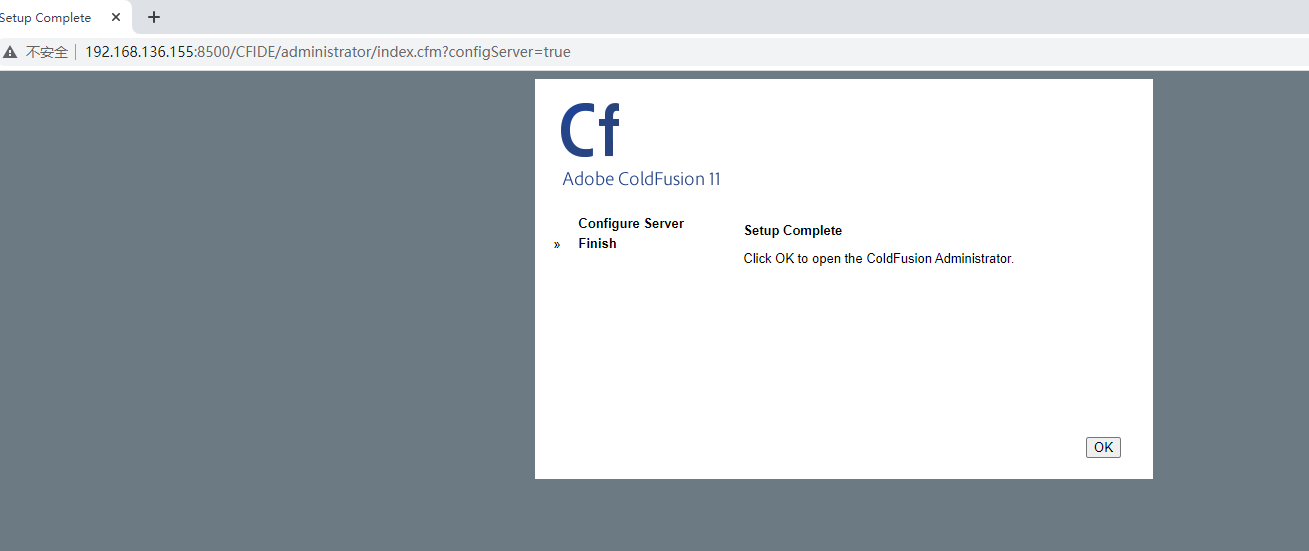 Setup Complete
不安全 192.168.136.155:8500/CFIDE/administrator/index.cfm?configServer=true
Cf
Adobe ColdFusion 11
Configure Server
» Finish
Setup Complete
Click OK to open the ColdFusion Administrator.
OK